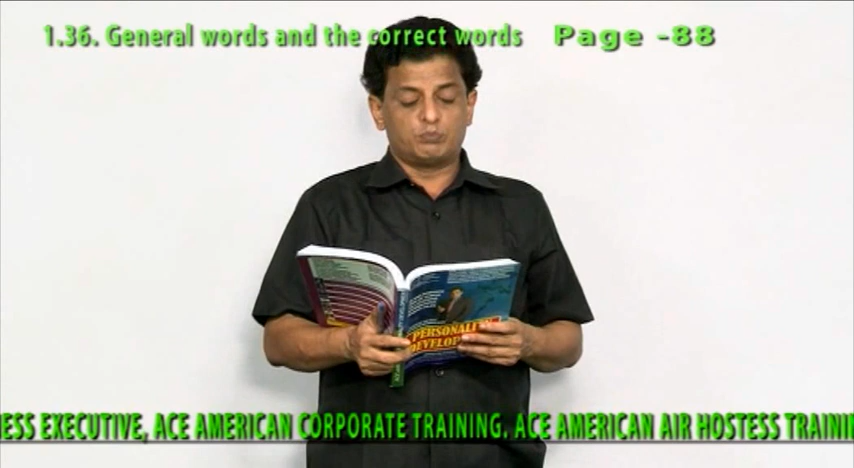 1.36. General words and the correct words Page -88
PERSONALITY
DEVELOP
ESS EXECUTIVE, ACE AMERICAN CORPORATE TRAINING. ACE AMERICAN AIR HOSTESS TRAININ